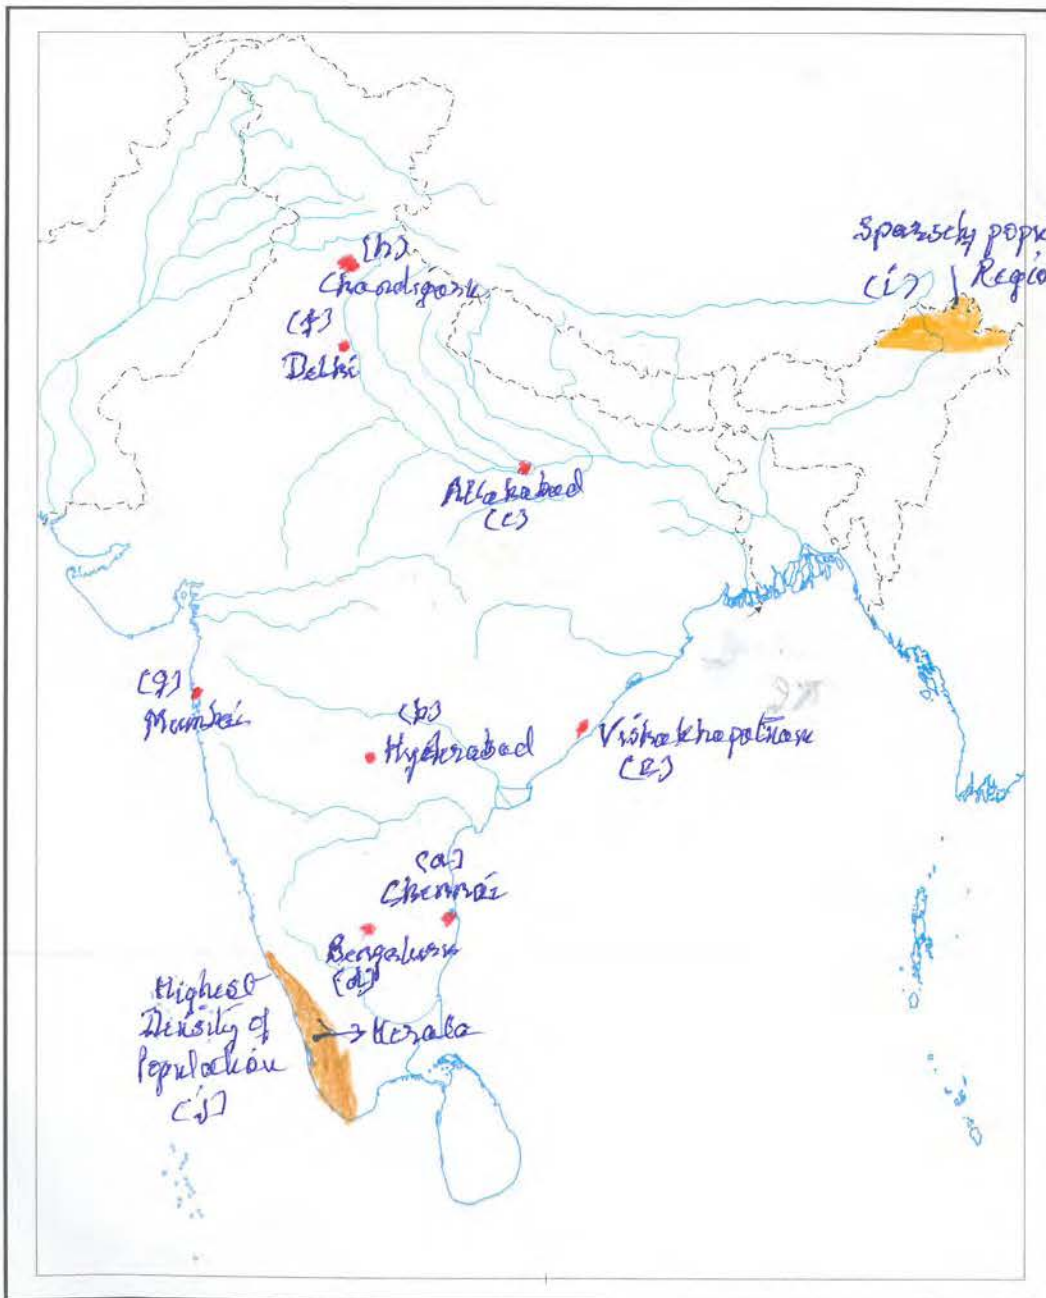 (h)
Chandigarh
(f)
Delhi
Sparsely popu
(i) Regio
Allahabad
(c)
(g)
Mumbai
(b)
Hyderabad
Vishakhapatnam
(e)
(a)
Chennai
Bengaluru
(d)
Highest
Density of
Population
(j)
Kerala